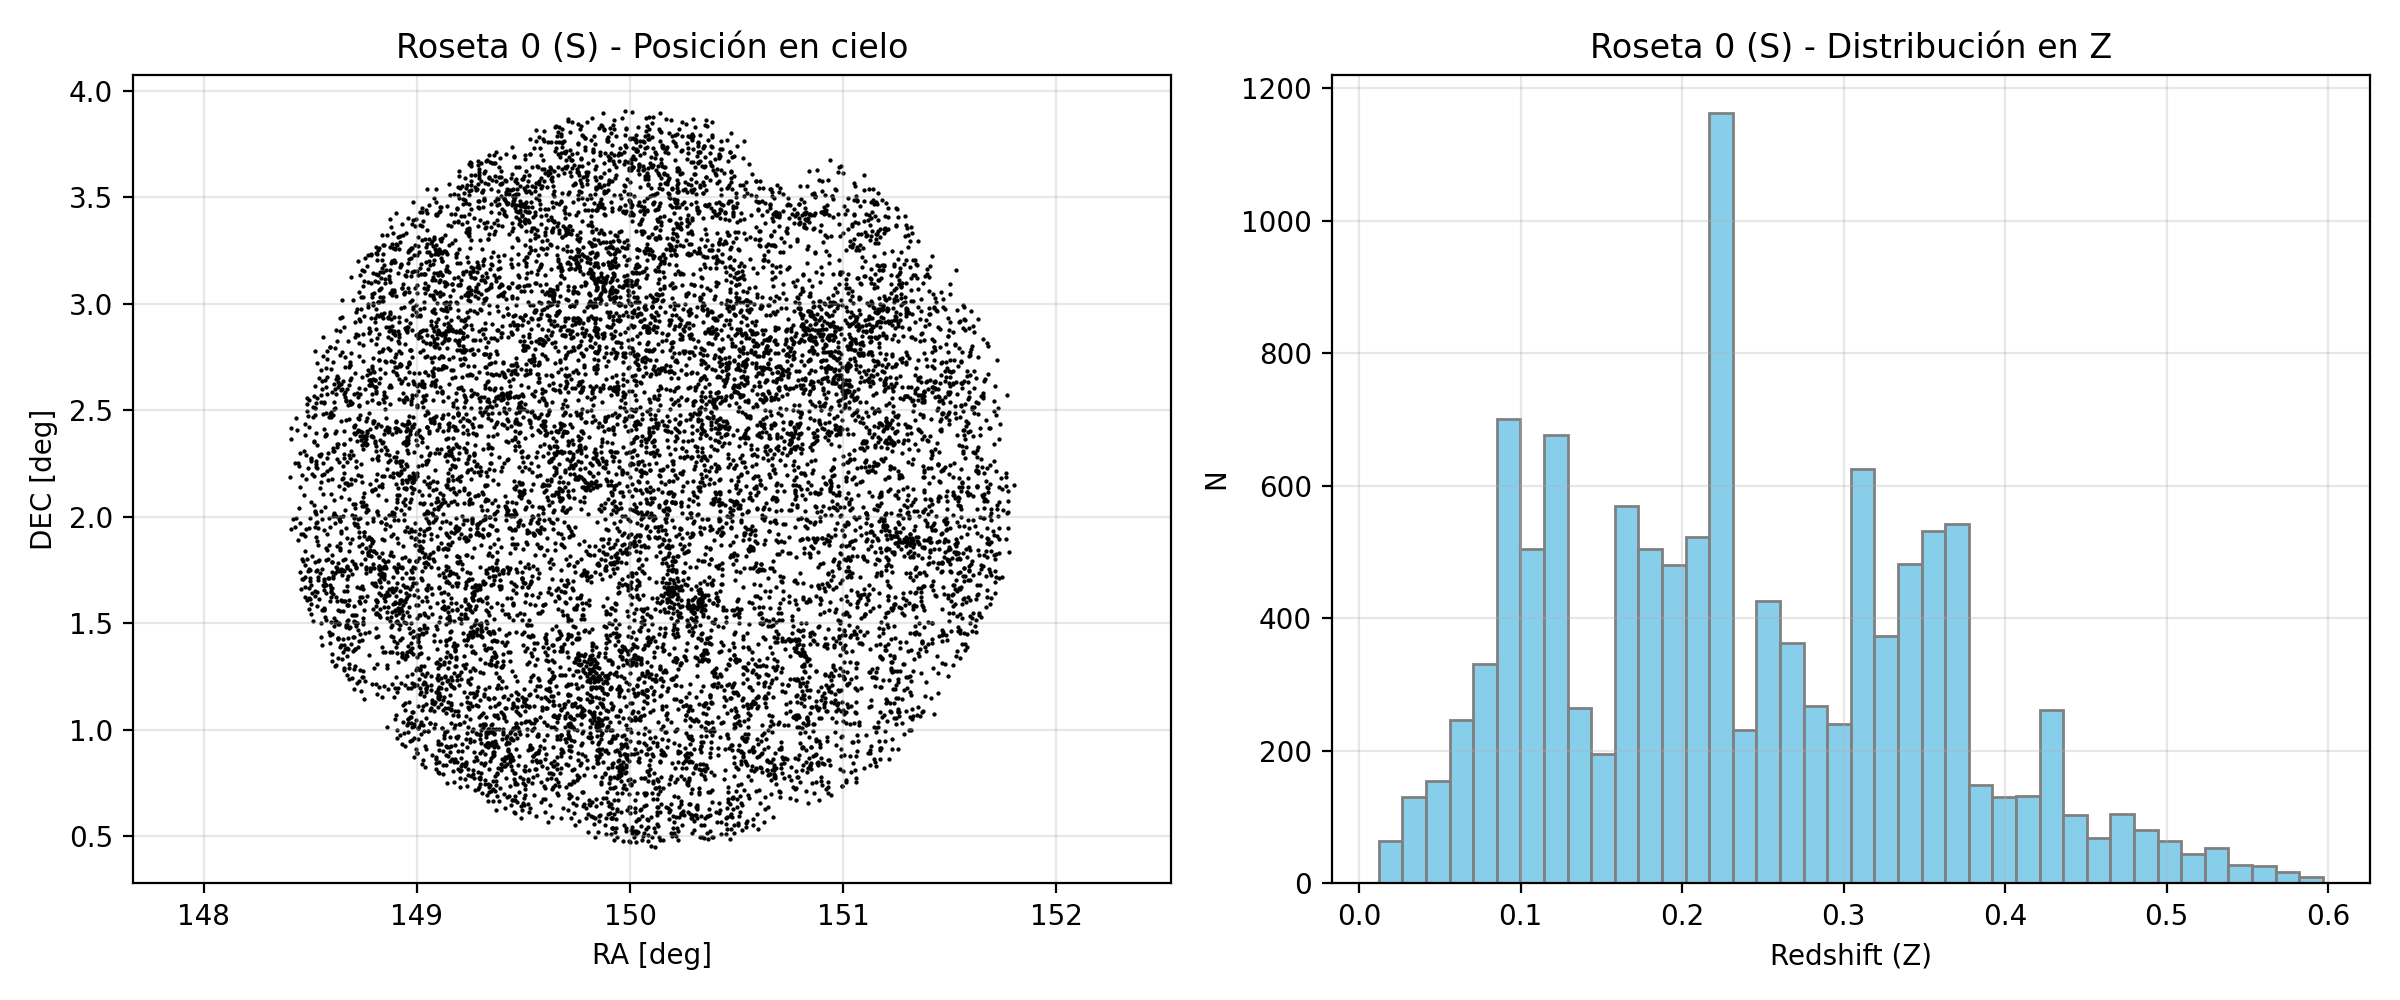 Roseta 0 (S) - Posición en cielo
4.0
3.5
3.0
2.5
2.0
1.5
1.0
0.5
DEC [deg]
148 149 150 151 152
RA [deg]
Roseta 0 (S) - Distribución en Z
1200
1000
800
600
400
200
0
N
0.0 0.1 0.2 0.3 0.4 0.5 0.6
Redshift (Z)